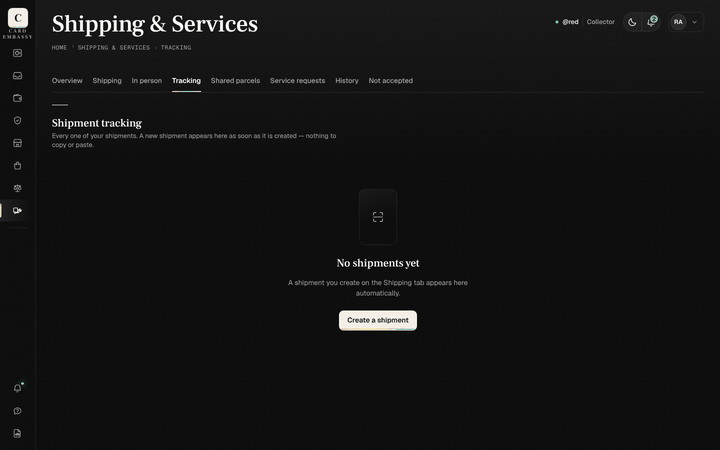 C
CARD
EMBASSY
Shipping & Services
@red
Collector
2
RA
HOME › SHIPPING & SERVICES › TRACKING
Overview
Shipping
In person
Tracking
Shared parcels
Service requests
History
Not accepted
Shipment tracking
Every one of your shipments. A new shipment appears here as soon as it is created — nothing to
copy or paste.
No shipments yet
A shipment you create on the Shipping tab appears here
automatically.
Create a shipment